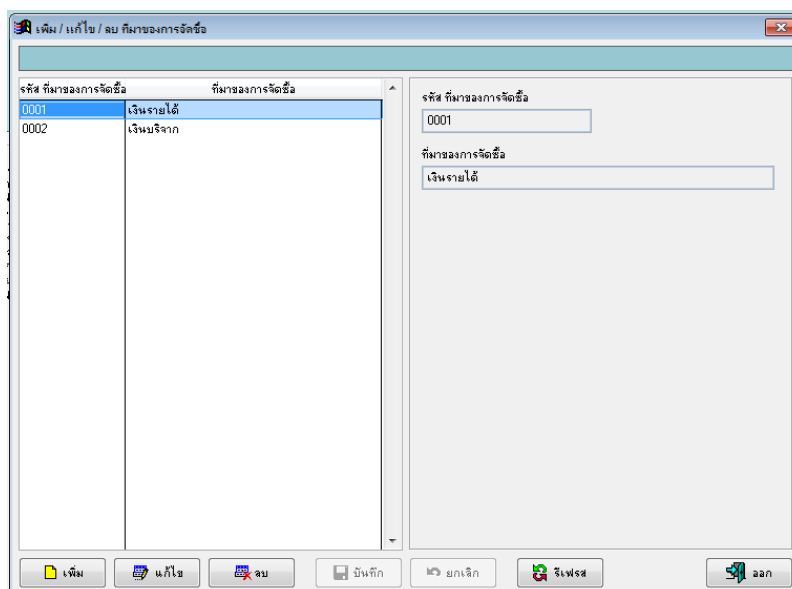 เพิ่ม / แก้ไข / ลบ ที่มาของการจัดซื้อ
รหัส ที่มาของการจัดซื้อ ที่มาของการจัดซื้อ
0001 เงินรายได้
0002 เงินบริจาก
รหัส ที่มาของการจัดซื้อ
0001
ที่มาของการจัดซื้อ
เงินรายได้
เพิ่ม แก้ไข ลบ บันทึก ยกเลิก รีเฟรส ออก